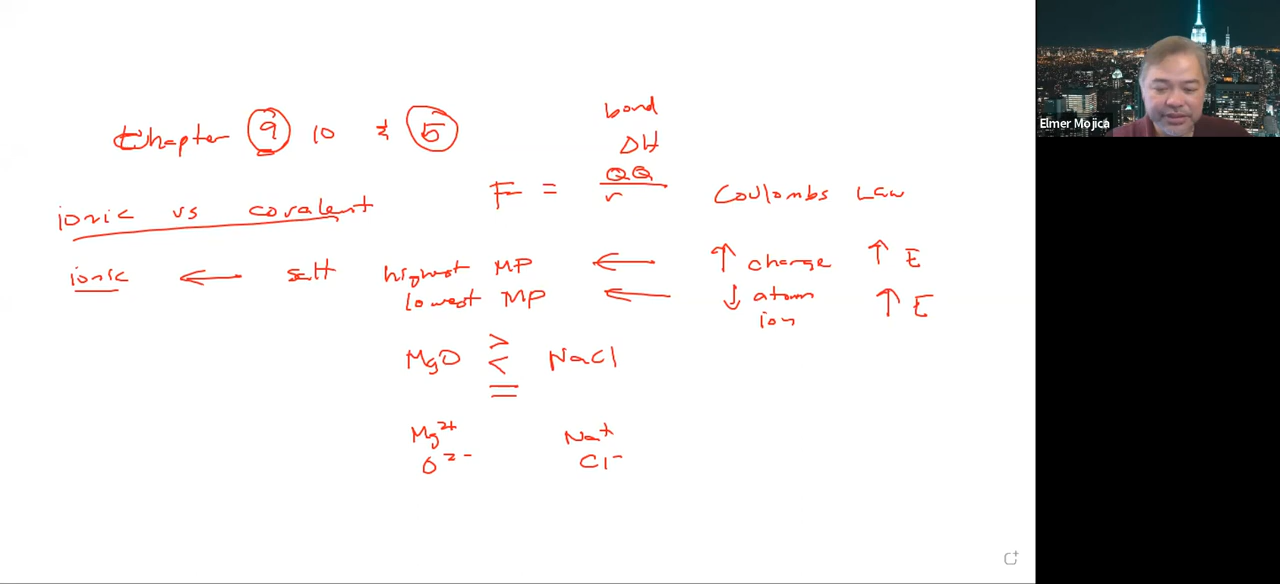 bond
Chapter 9 10 & 5
ΔH
F = QQ / r
Coulombs Law
ionic vs covalent
ionic ← salt highest MP ← ↑ charge ↑ E
lowest MP ← ↓ atom ↑ E
ion
MgO > < = NaCl
Mg²⁺ Na⁺
O²⁻ Cl⁻
Elmer Mojica